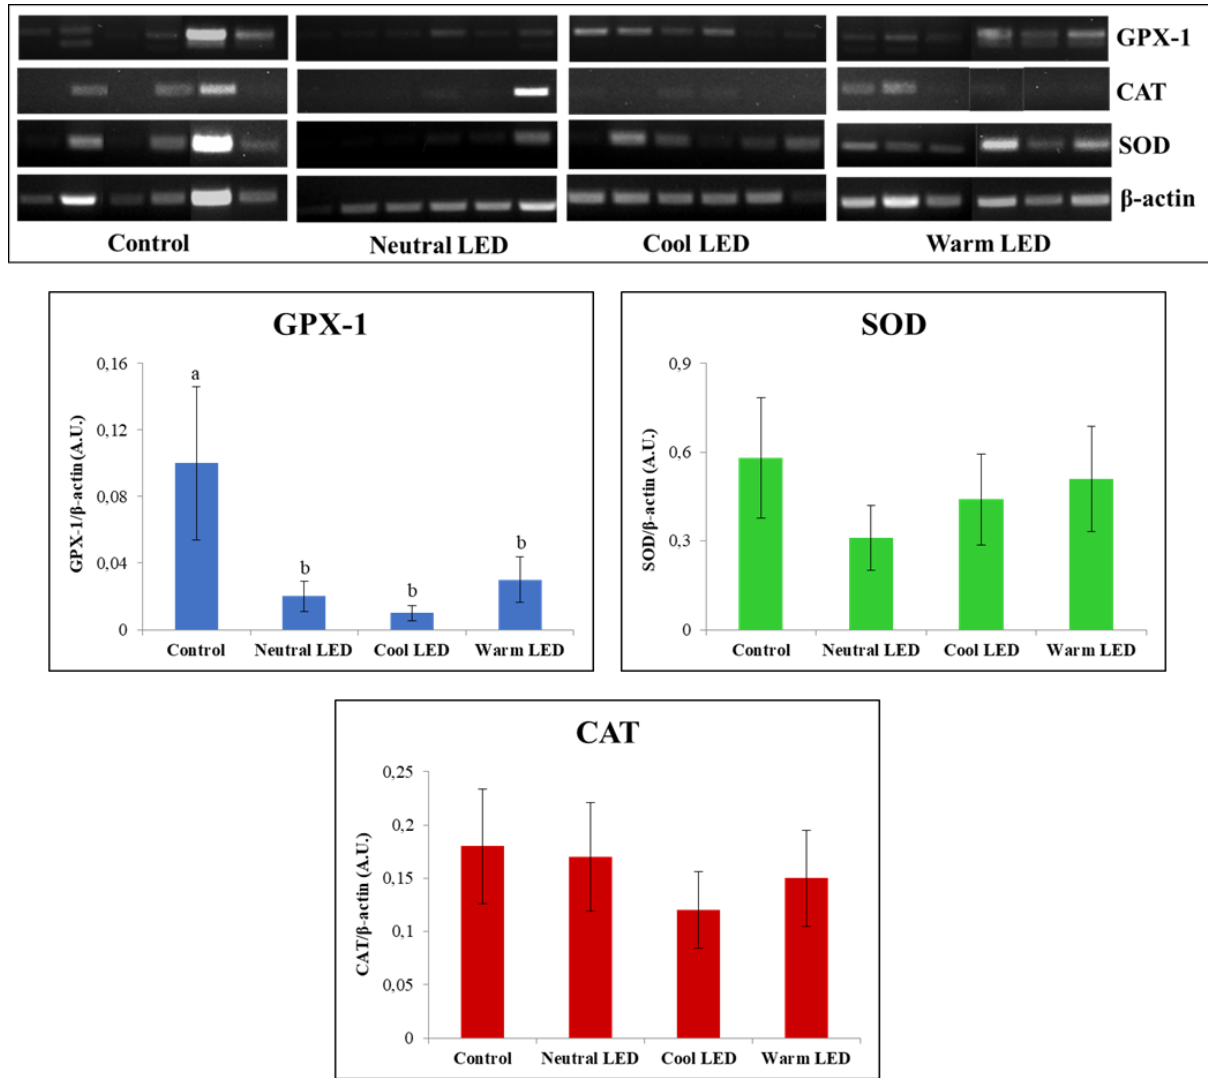 GPX-1
CAT
SOD
β-actin
Control Neutral LED Cool LED Warm LED
GPX-1
GPX-1/β-actin (A.U.)
0,16
0,12
0,08
0,04
0
a
b
b
b
Control Neutral LED Cool LED Warm LED
SOD
SOD/β-actin (A.U.)
0,9
0,6
0,3
0
Control Neutral LED Cool LED Warm LED
CAT
CAT/β-actin (A.U.)
0,25
0,2
0,15
0,1
0,05
0
Control Neutral LED Cool LED Warm LED